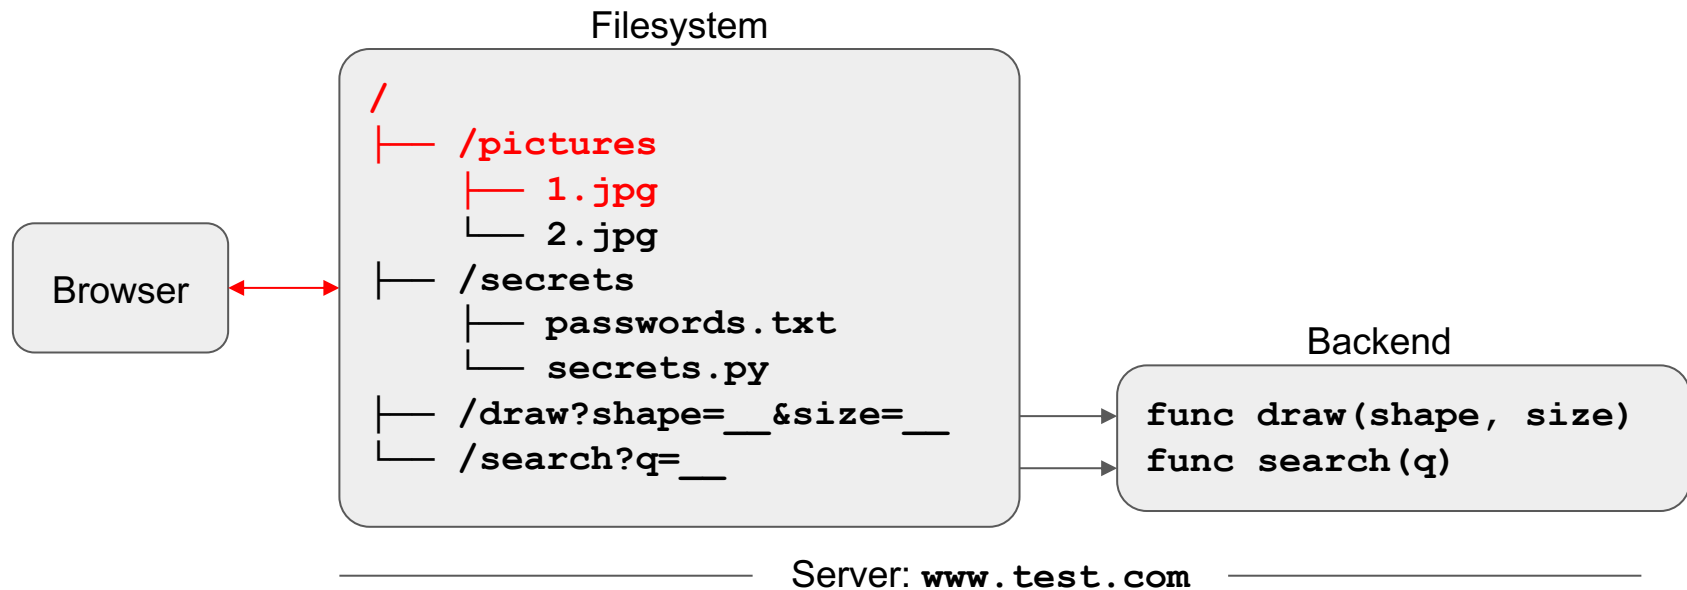 Filesystem
/
├── /pictures
├── 1.jpg
└── 2.jpg
├── /secrets
├── passwords.txt
└── secrets.py
├── /draw?shape=__&size=__
└── /search?q=__
Browser
Backend
func draw(shape, size)
func search(q)
Server: www.test.com